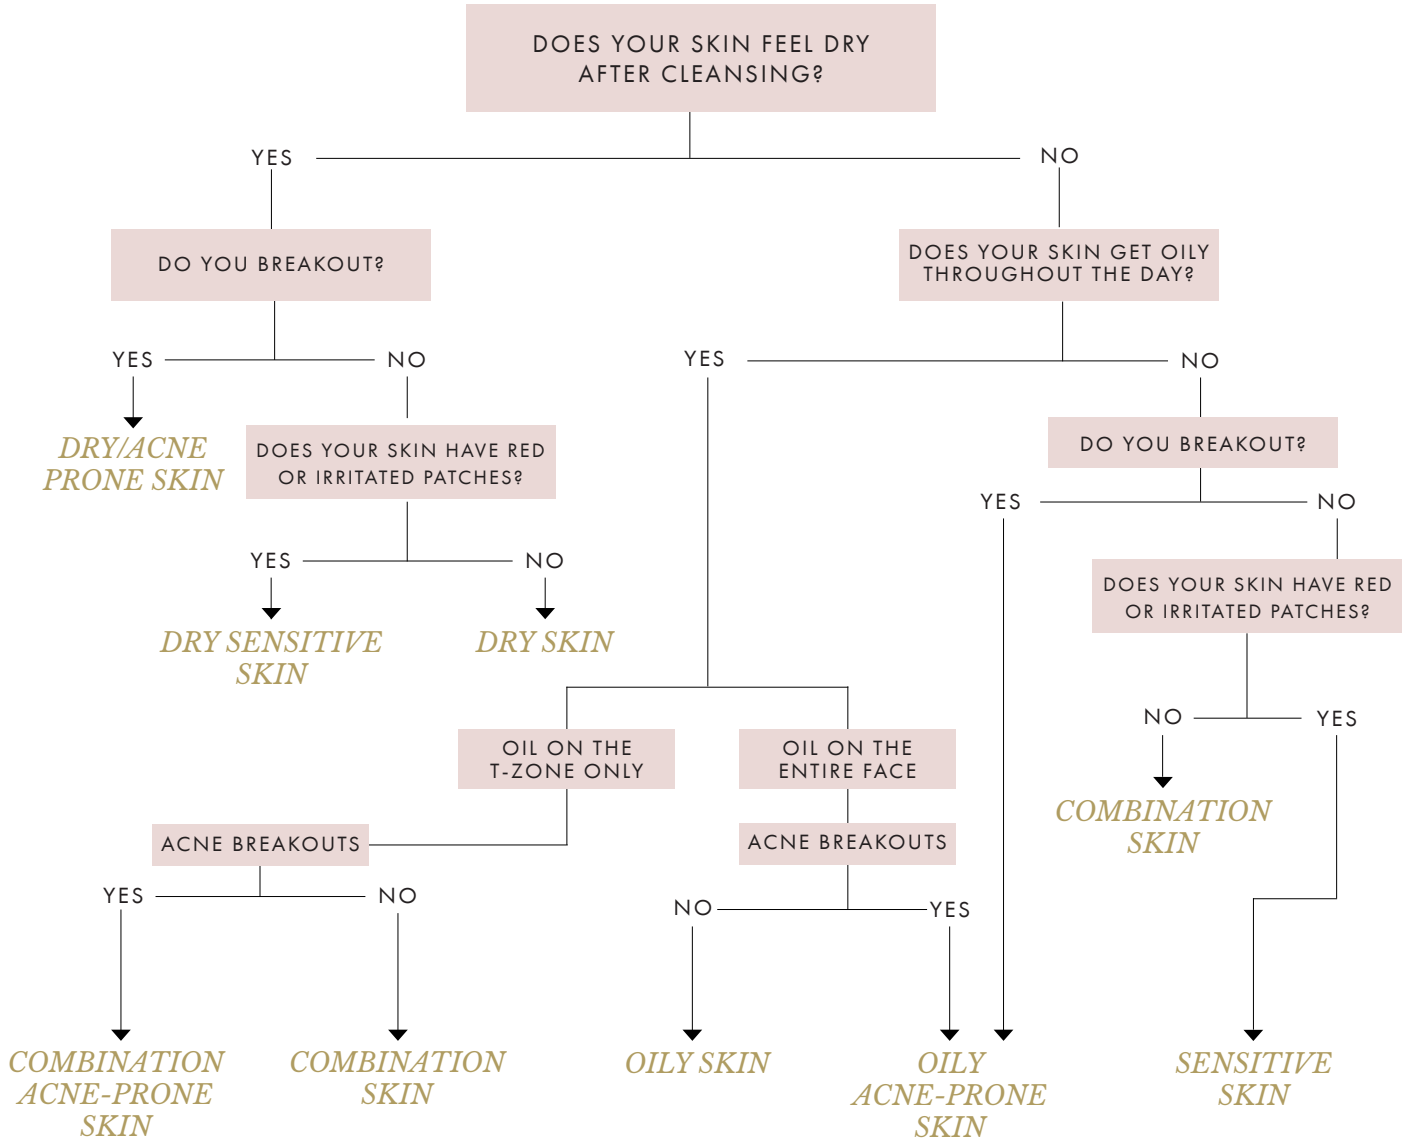 DOES YOUR SKIN FEEL DRY
AFTER CLEANSING?
YES
NO
DO YOU BREAKOUT?
DOES YOUR SKIN GET OILY
THROUGHOUT THE DAY?
YES
NO
YES
NO
DRY/ACNE
PRONE SKIN
DOES YOUR SKIN HAVE RED
OR IRRITATED PATCHES?
DO YOU BREAKOUT?
YES
NO
YES
NO
DRY SENSITIVE
SKIN
DRY SKIN
DOES YOUR SKIN HAVE RED
OR IRRITATED PATCHES?
NO
YES
OIL ON THE
T-ZONE ONLY
OIL ON THE
ENTIRE FACE
COMBINATION
SKIN
ACNE BREAKOUTS
ACNE BREAKOUTS
YES
NO
NO
YES
COMBINATION
ACNE-PRONE
SKIN
COMBINATION
SKIN
OILY SKIN
OILY
ACNE-PRONE
SKIN
SENSITIVE
SKIN